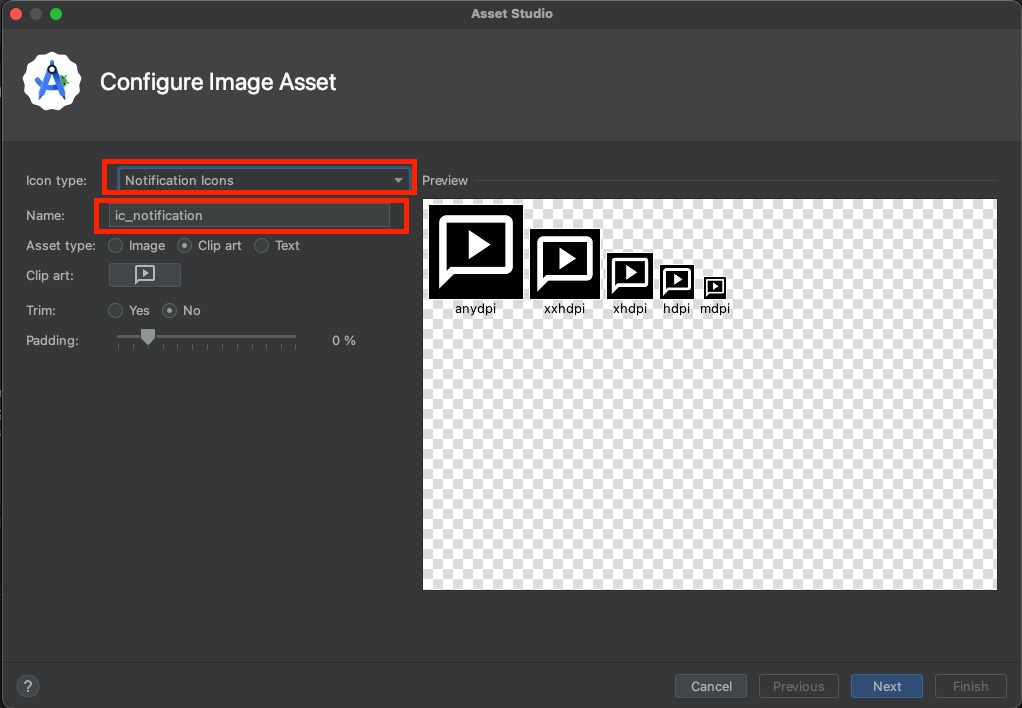 Asset Studio
Configure Image Asset
Icon type: Notification Icons
Preview
Name: ic_notification
Asset type: Image Clip art Text
Clip art:
Trim: Yes No
Padding: 0 %
anydpi xxhdpi xhdpi hdpi mdpi
? Cancel Previous Next Finish